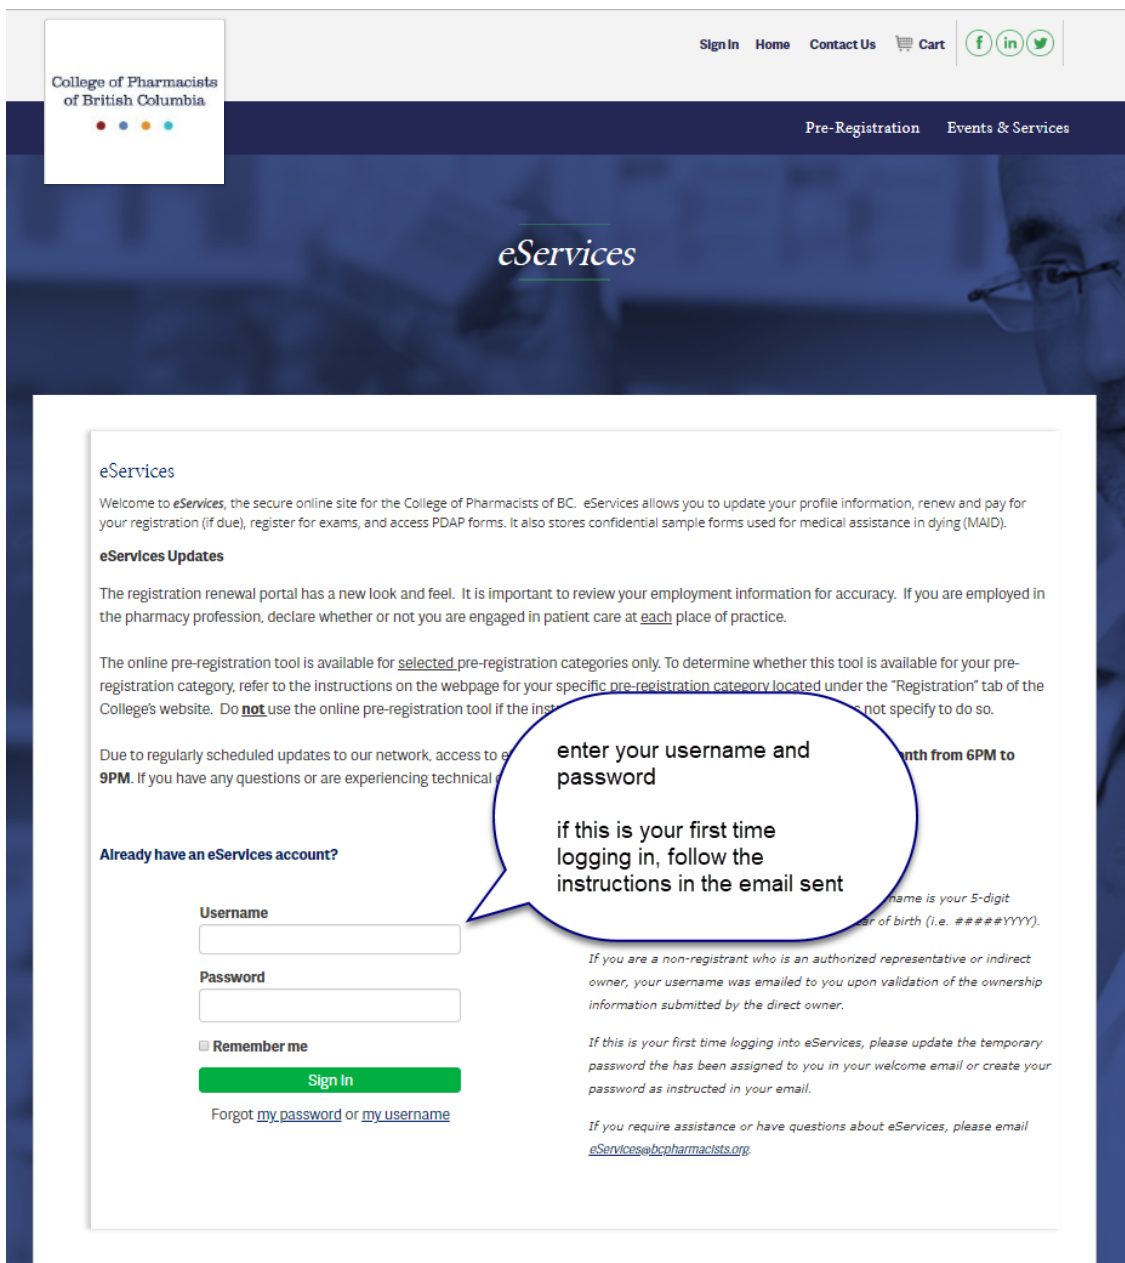 Sign In Home Contact Us Cart
College of Pharmacists
of British Columbia
Pre-Registration Events & Services
eServices
eServices
Welcome to eServices, the secure online site for the College of Pharmacists of BC. eServices allows you to update your profile information, renew and pay for
your registration (if due), register for exams, and access PDAP forms. It also stores confidential sample forms used for medical assistance in dying (MAID).
eServices Updates
The registration renewal portal has a new look and feel. It is important to review your employment information for accuracy. If you are employed in
the pharmacy profession, declare whether or not you are engaged in patient care at each place of practice.
The online pre-registration tool is available for selected pre-registration categories only. To determine whether this tool is available for your pre-
registration category, refer to the instructions on the webpage for your specific pre-registration category located under the "Registration" tab of the
College's website. Do not use the online pre-registration tool if the not specify to do so.
Due to regularly scheduled updates to our network, access to from 6PM to
9PM. If you have any questions or are experiencing technical
enter your username and
password
if this is your first time
logging in, follow the
instructions in the email sent
Already have an eServices account?
Username
Password
Remember me
Sign In
Forgot my password or my username
is your 5-digit
of birth (i.e. #####YYYY).
If you are a non-registrant who is an authorized representative or indirect
owner, your username was emailed to you upon validation of the ownership
information submitted by the direct owner.
If this is your first time logging into eServices, please update the temporary
password the has been assigned to you in your welcome email or create your
password as instructed in your email.
If you require assistance or have questions about eServices, please email
eServices@bcpharmacists.org.